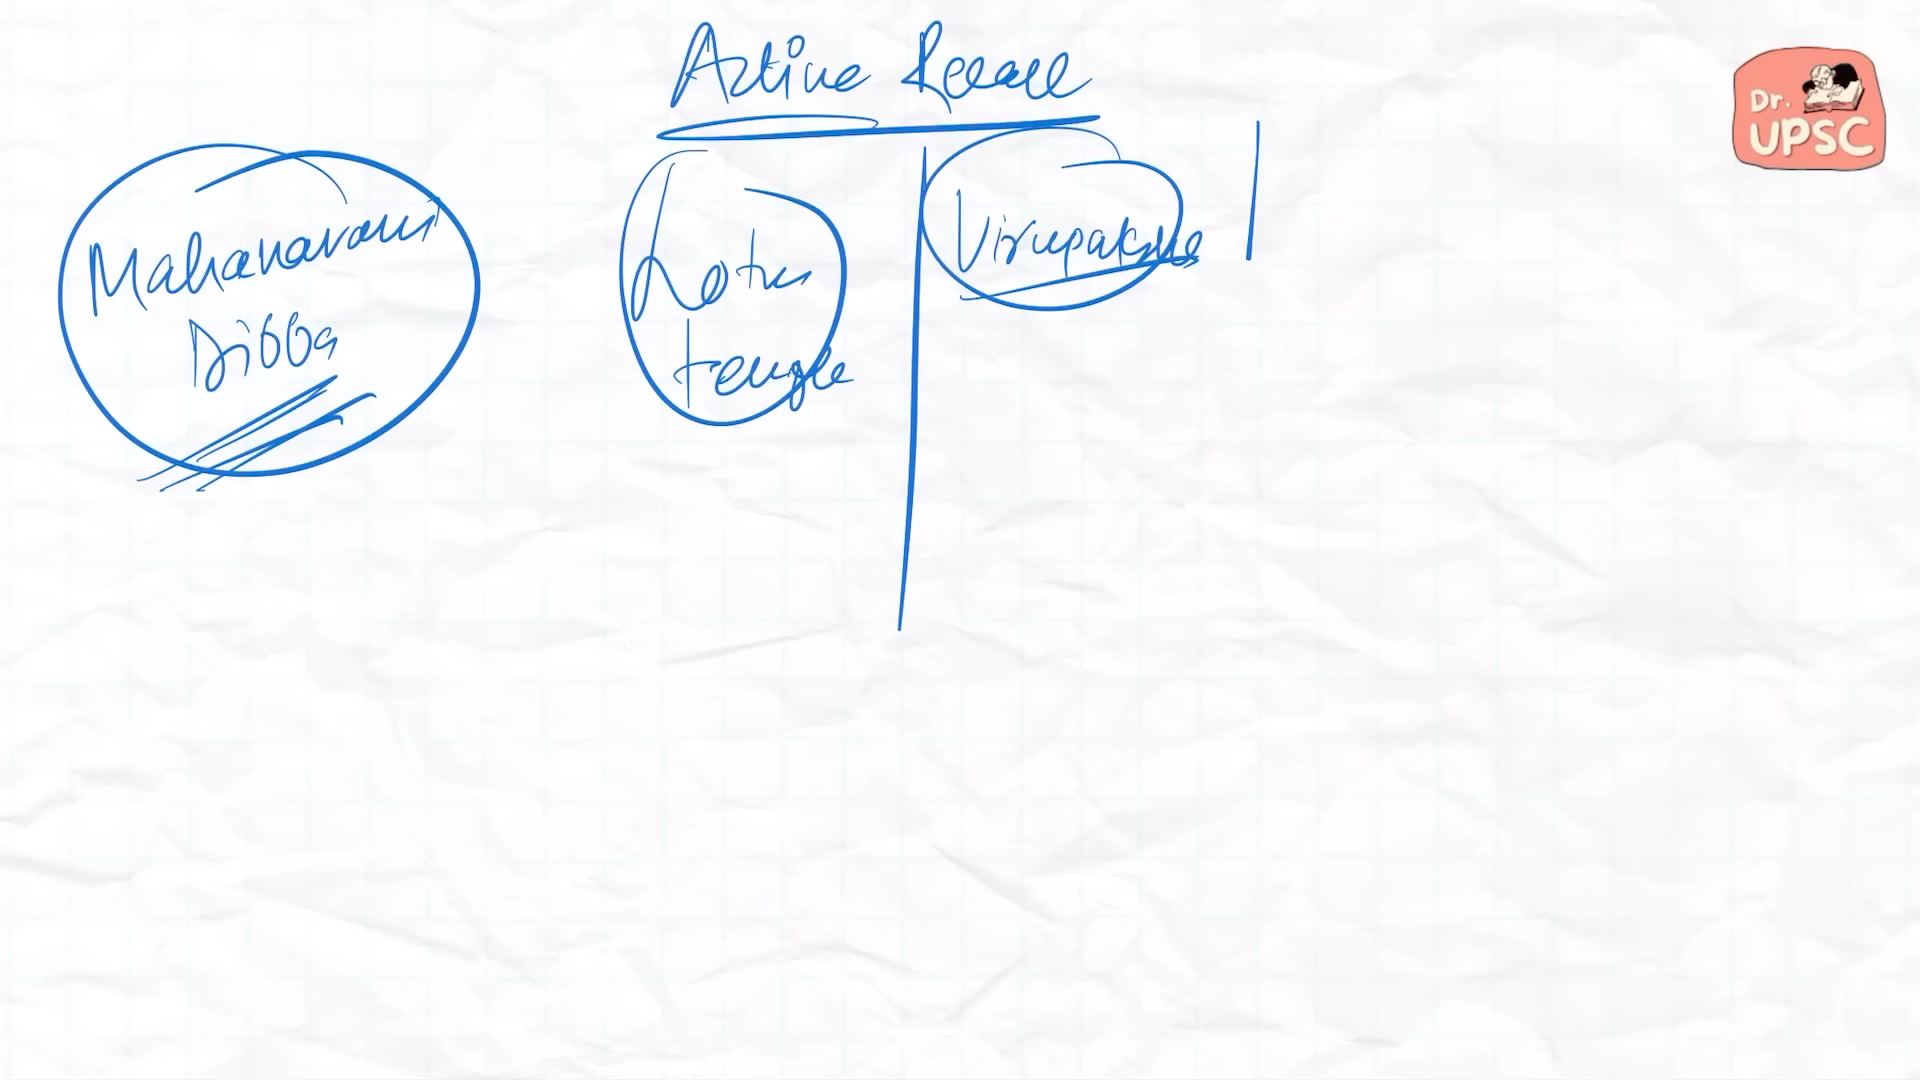 Active Recall
Mahanavami
Dibba
Lotus
temple
Virupaksha
Dr.
UPSC